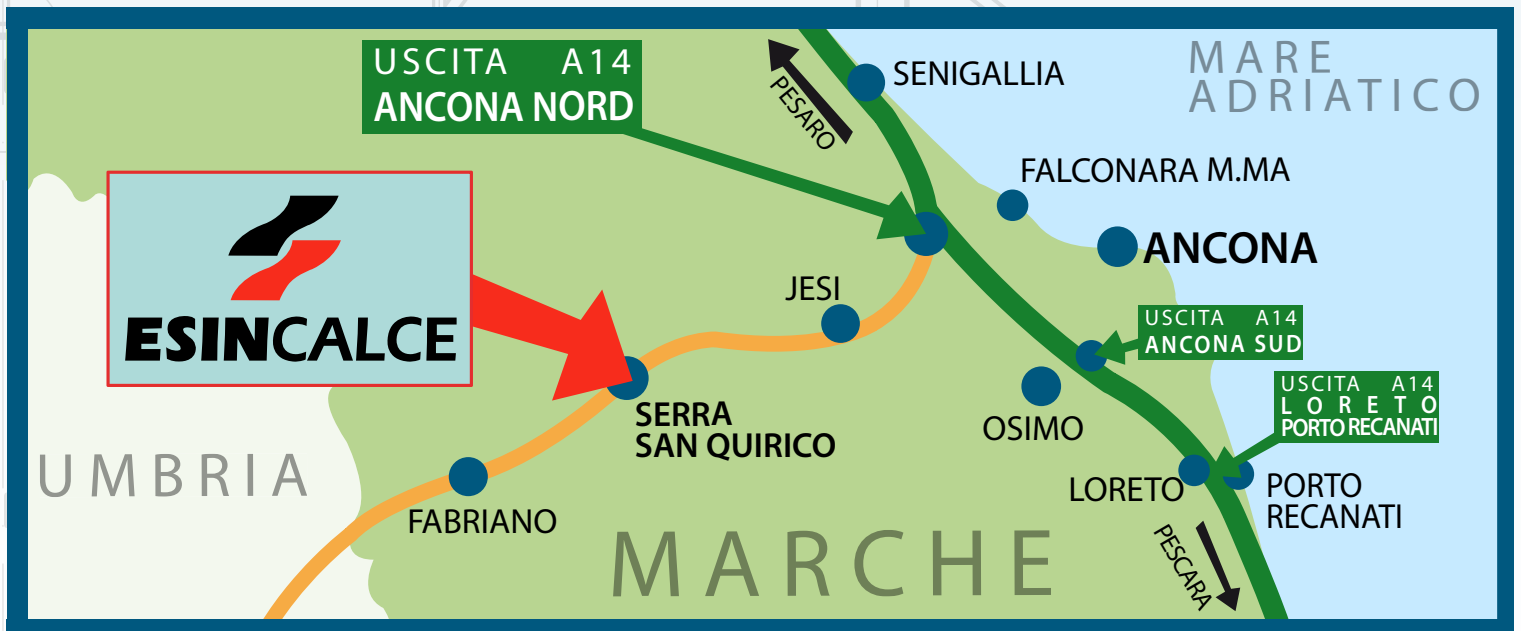 USCITA A14
ANCONA NORD
PESARO
SENIGALLIA
MARE
ADRIATICO
FALCONARA M.MA
ANCONA
ESINCALCE
JESI
USCITA A14
ANCONA SUD
SERRA
SAN QUIRICO
OSIMO
USCITA A14
LORETO
PORTO RECANATI
UMBRIA
FABRIANO
LORETO
PORTO
RECANATI
MARCHE
PESCARA